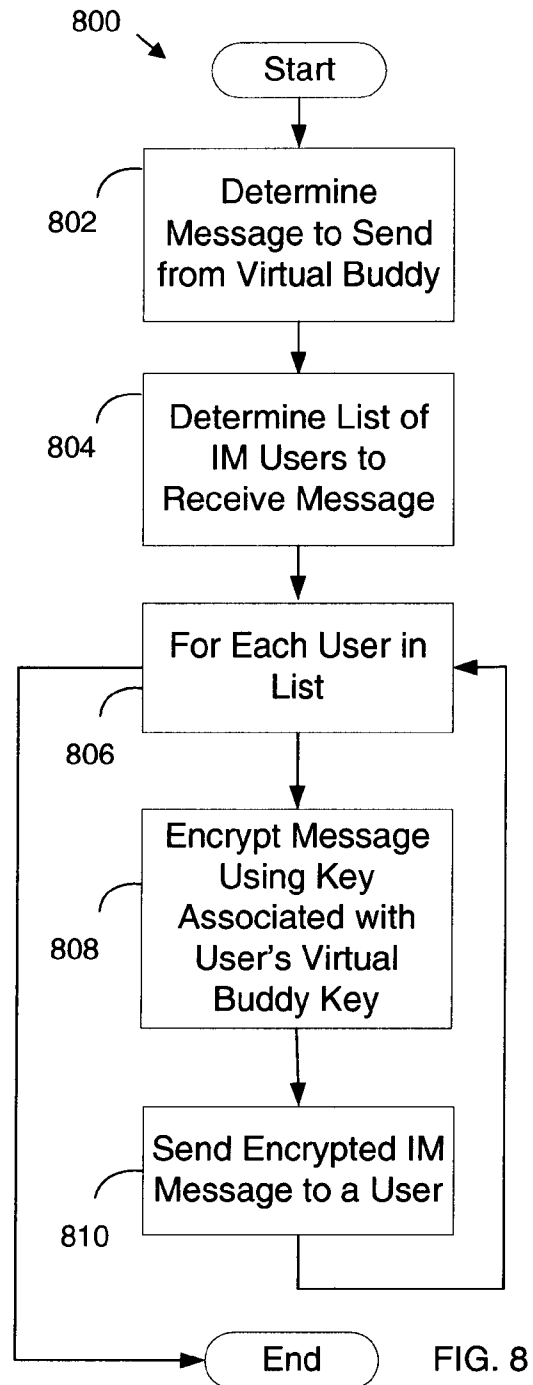 800
Start
802
Determine
Message to Send
from Virtual Buddy
804
Determine List of
IM Users to
Receive Message
For Each User in
List
806
Encrypt Message
Using Key
Associated with
User's Virtual
Buddy Key
808
Send Encrypted IM
Message to a User
810
End
FIG. 8